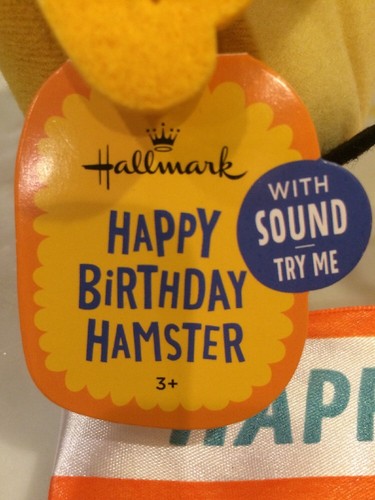 Hallmark
WITH
SOUND
TRY ME
HAPPY
BiRTHDAY
HAMSTER
3+